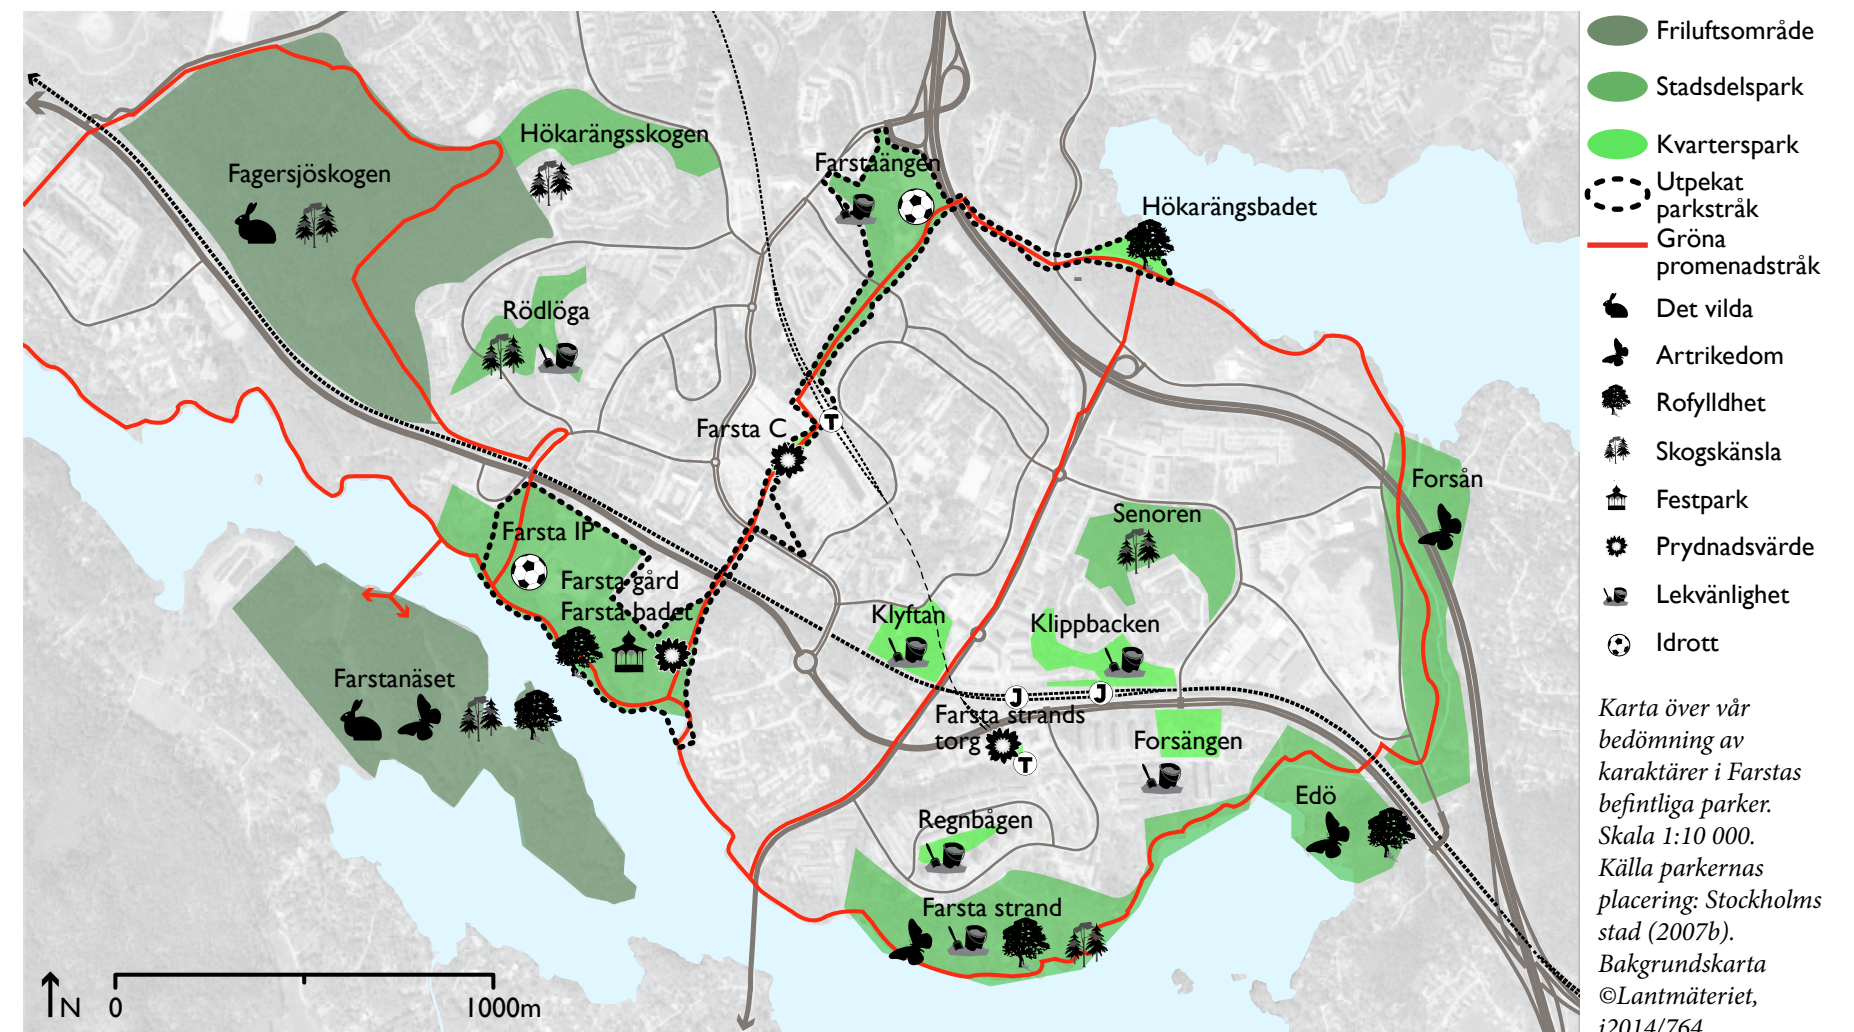 Hökarängsskogen
Fagersjöskogen
Farstaängen
Hökarängsbadet
Rödlöga
Farsta C
T
Forsån
Senoren
Farsta IP
Farsta gård
Farsta badet
Klyftan
Klippbacken
Farstanäset
J
J
Farsta strands
torg
T
Forsängen
Edö
Regnbågen
Farsta strand
N
0
1000m
Friluftsområde
Stadsdelspark
Kvarterspark
Utpekat
parkstråk
Gröna
promenadstråk
Det vilda
Artrikedom
Rofylldhet
Skogskänsla
Festpark
Prydnadsvärde
Lekvänlighet
Idrott
Karta över vår
bedömning av
karaktärer i Farstas
befintliga parker.
Skala 1:10 000.
Källa parkernas
placering: Stockholms
stad (2007b).
Bakgrundskarta
©Lantmäteriet,
i2014/764